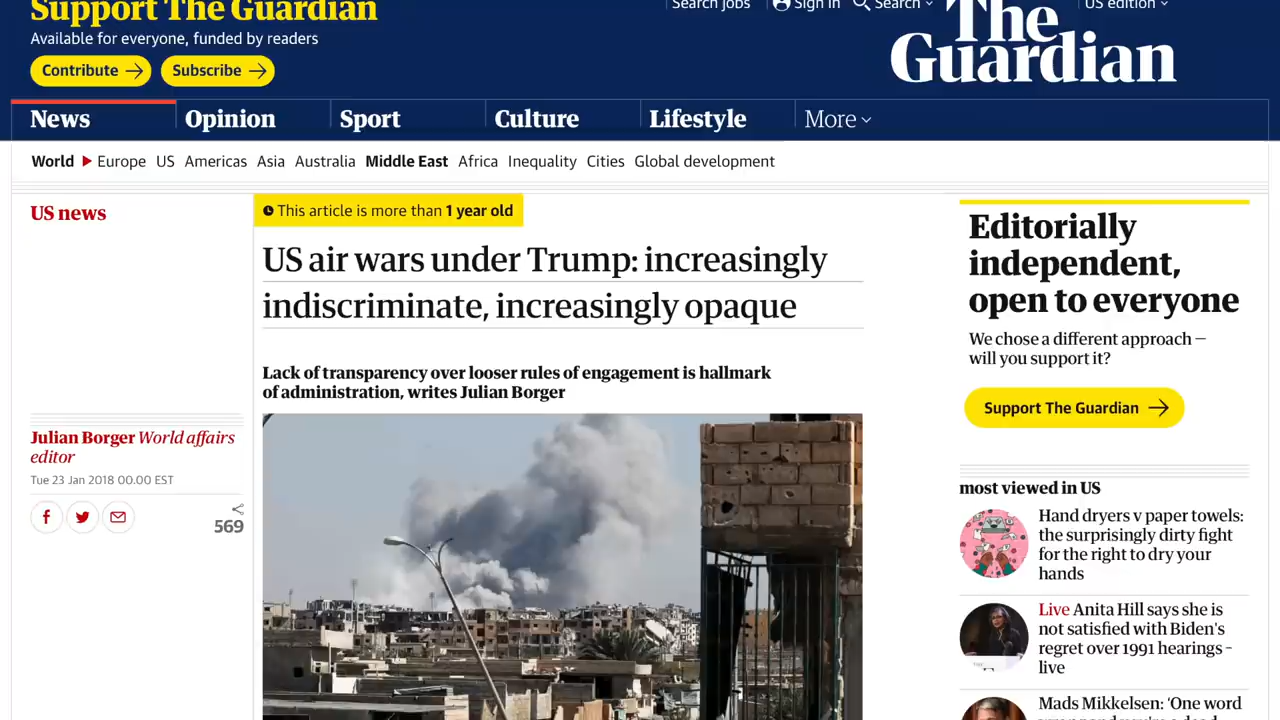 Support The Guardian
Available for everyone, funded by readers
Contribute
Subscribe
Search jobs
Sign in
Search
US edition
The
Guardian
News
Opinion
Sport
Culture
Lifestyle
More
World
Europe
US
Americas
Asia
Australia
Middle East
Africa
Inequality
Cities
Global development
US news
This article is more than 1 year old
US air wars under Trump: increasingly
indiscriminate, increasingly opaque
Lack of transparency over looser rules of engagement is hallmark
of administration, writes Julian Borger
Julian Borger World affairs
editor
Tue 23 Jan 2018 00.00 EST
569
Editorially
independent,
open to everyone
We chose a different approach –
will you support it?
Support The Guardian
most viewed in US
Hand dryers v paper towels:
the surprisingly dirty fight
for the right to dry your
hands
Live Anita Hill says she is
not satisfied with Biden's
regret over 1991 hearings –
live
Mads Mikkelsen: ‘One word